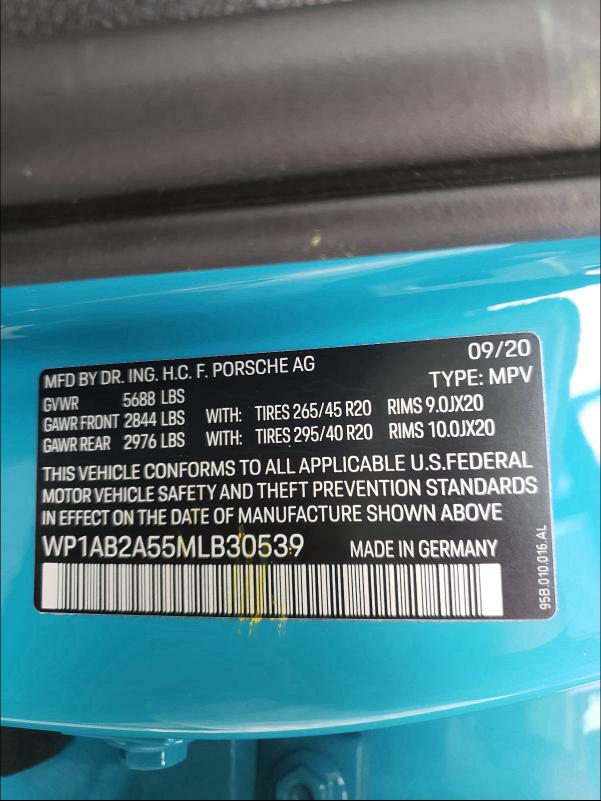 MFD BY DR. ING. H.C. F. PORSCHE AG 09/20
GVWR 5688 LBS TYPE: MPV
GAWR FRONT 2844 LBS WITH: TIRES 265/45 R20 RIMS 9.0JX20
GAWR REAR 2976 LBS WITH: TIRES 295/40 R20 RIMS 10.0JX20
THIS VEHICLE CONFORMS TO ALL APPLICABLE U.S.FEDERAL
MOTOR VEHICLE SAFETY AND THEFT PREVENTION STANDARDS
IN EFFECT ON THE DATE OF MANUFACTURE SHOWN ABOVE
WP1AB2A55MLB30539 MADE IN GERMANY
95B.010.016.AL